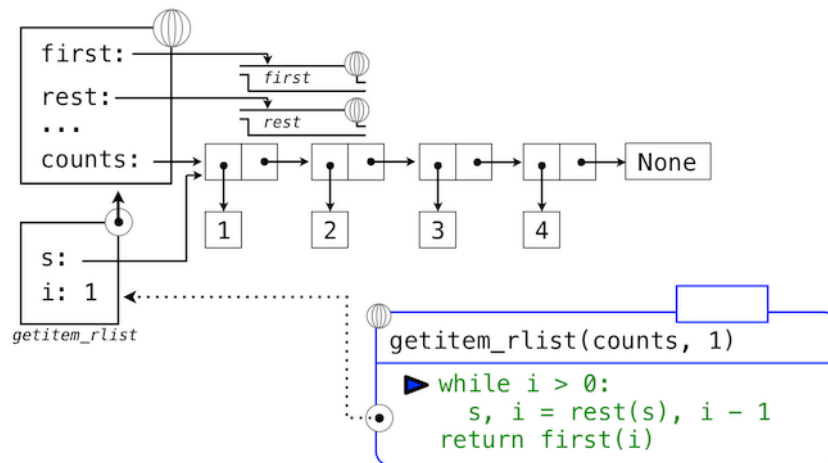 first:
first
rest:
rest
...
counts:
None
1
2
3
4
s:
i: 1
getitem_rlist
getitem_rlist(counts, 1)
while i > 0:
s, i = rest(s), i - 1
return first(i)